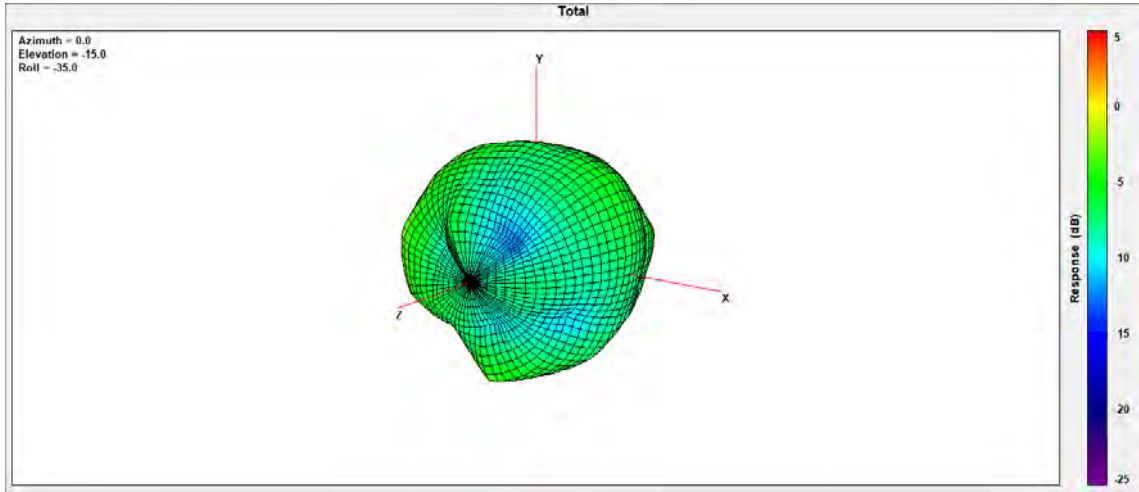 Total
Azimuth = 0.0
Elevation = -15.0
Roll = -35.0
Y
X
Z
5
0
-5
-10
-15
-20
-25
Response (dB)